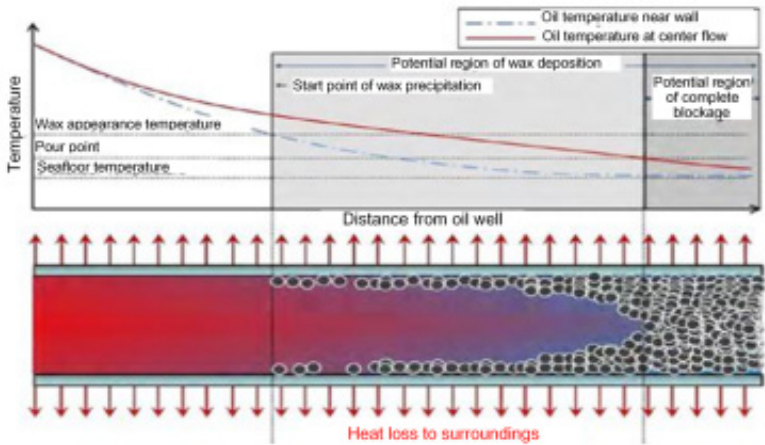 Oil temperature near wall
Oil temperature at center flow
Potential region of wax deposition
Start point of wax precipitation
Potential region
of complete
blockage
Temperature
Wax appearance temperature
Pour point
Seafloor temperature
Distance from oil well
Heat loss to surroundings